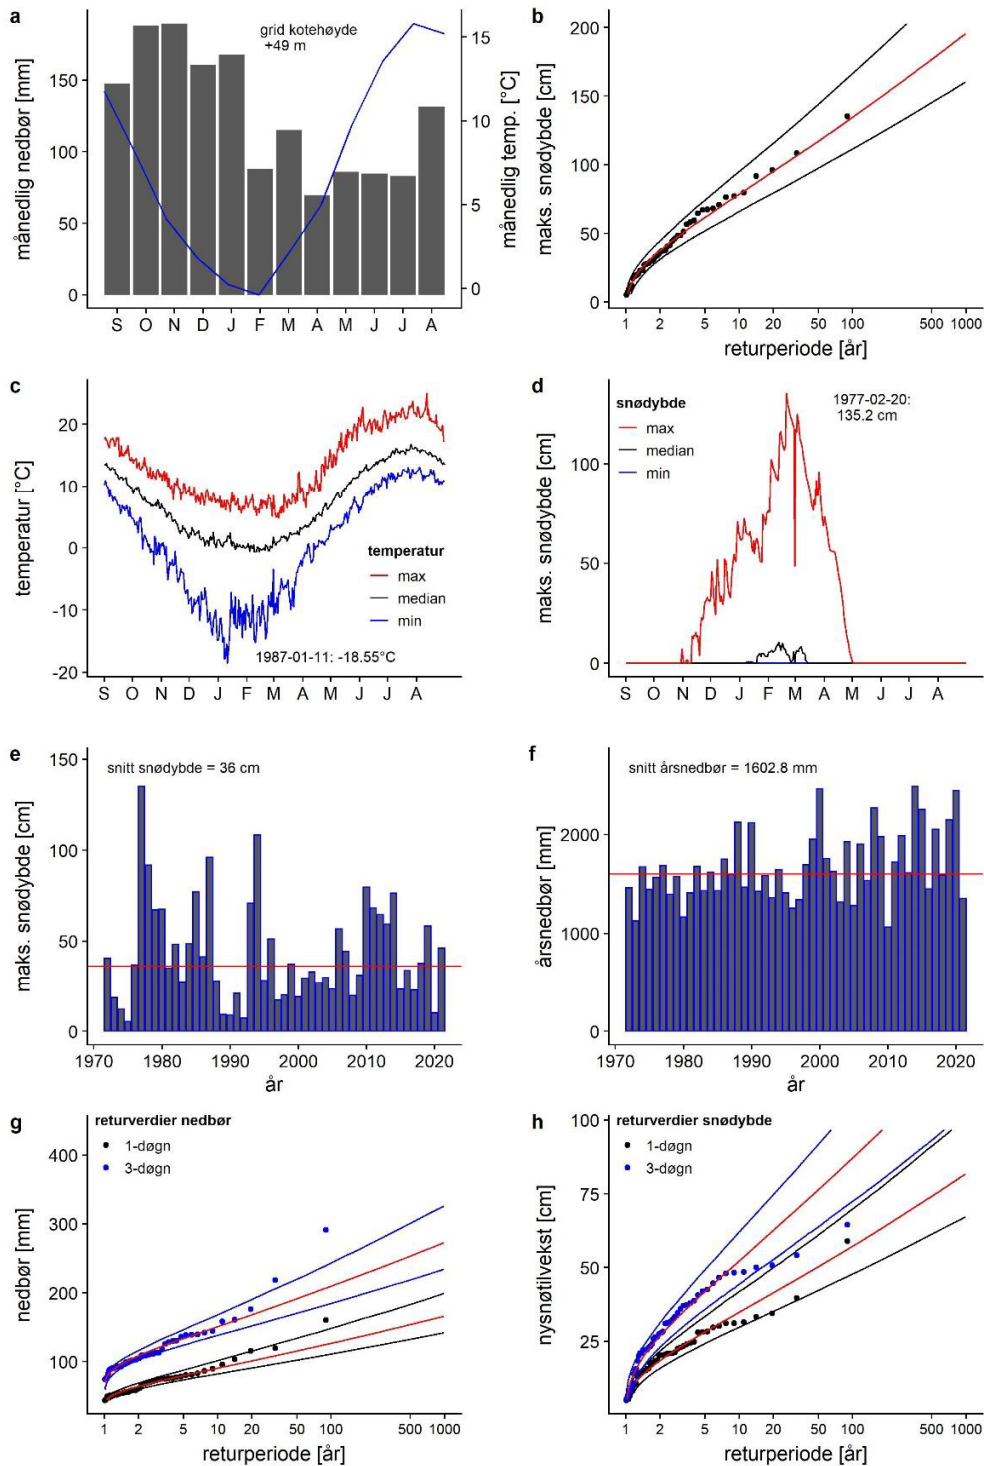 a
grid kotehøyde
+49 m
månedlig nedbør [mm]
150
100
50
0
månedlig temp. [°C]
15
10
5
0
S O N D J F M A M J J A
b
maks. snødybde [cm]
200
150
100
50
0
1 2 5 10 20 50 100 500 1000
returperiode [år]
c
temperatur [°C]
20
10
0
-10
-20
temperatur
max
median
min
1987-01-11: -18.55°C
S O N D J F M A M J J A
d
snødybde
max
median
min
1977-02-20:
135.2 cm
maks. snødybde [cm]
100
50
0
S O N D J F M A M J J A
e
snitt snødybde = 36 cm
maks. snødybde [cm]
150
100
50
0
1970 1980 1990 2000 2010 2020
år
f
snitt årsnedbør = 1602.8 mm
årsnedbør [mm]
2000
1000
0
1970 1980 1990 2000 2010 2020
år
g
returverdier nedbør
1-døgn
3-døgn
nedbør [mm]
400
300
200
100
1 2 5 10 20 50 100 500 1000
returperiode [år]
h
returverdier snødybde
1-døgn
3-døgn
nysnøtilvekst [cm]
100
75
50
25
1 2 5 10 20 50 100 500 1000
returperiode [år]